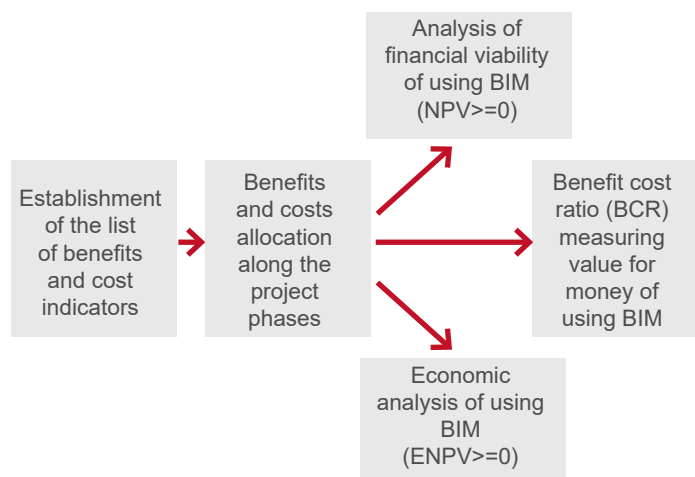 Establishment
of the list
of benefits
and cost
indicators
Benefits
and costs
allocation
along the
project
phases
Analysis of
financial viability
of using BIM
(NPV>=0)
Benefit cost
ratio (BCR)
measuring
value for
money of
using BIM
Economic
analysis of using
BIM
(ENPV>=0)